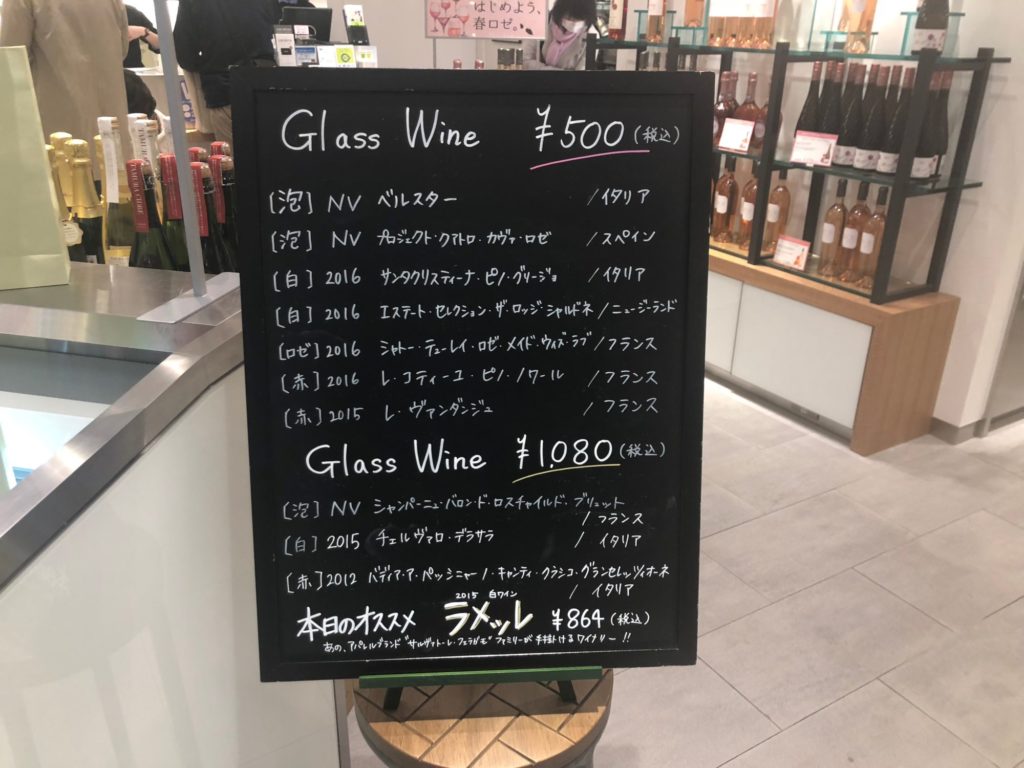 はじめよう、
春ロゼ。
Glass Wine ¥500(税込)
[泡] NV ベルスター /イタリア
[泡] NV プロジェクト・クアトロ・カヴァ・ロゼ /スペイン
[白] 2016 サンタクリスティーナ・ピノ・グリージョ /イタリア
[白] 2016 エステート・セレクション・ザ・ロッジ・シャルドネ /ニュージーランド
[ロゼ] 2016 シャトー・テューレイ・ロゼ・メイド・ウィズ・ラブ /フランス
[赤] 2016 レ・コティーユ・ピノ・ノワール /フランス
[赤] 2015 レ・ヴァンダンジュ /フランス
Glass Wine ¥1,080(税込)
[泡] NV シャンパーニュ・バロン・ド・ロスチャイルド・ブリュット
/フランス
[白] 2015 チェルヴァロ・デラサラ /イタリア
[赤] 2012 バディア・ア・パッシニャーノ・キャンティ・クラシコ・グランセレッツィオーネ
/イタリア
2015 白ワイン
本日のオススメ ラメッレ ¥864(税込)
あの、アパレルブランド"サルヴァトーレ・フェラガモ"ファミリーが手掛けるワイナリー!!